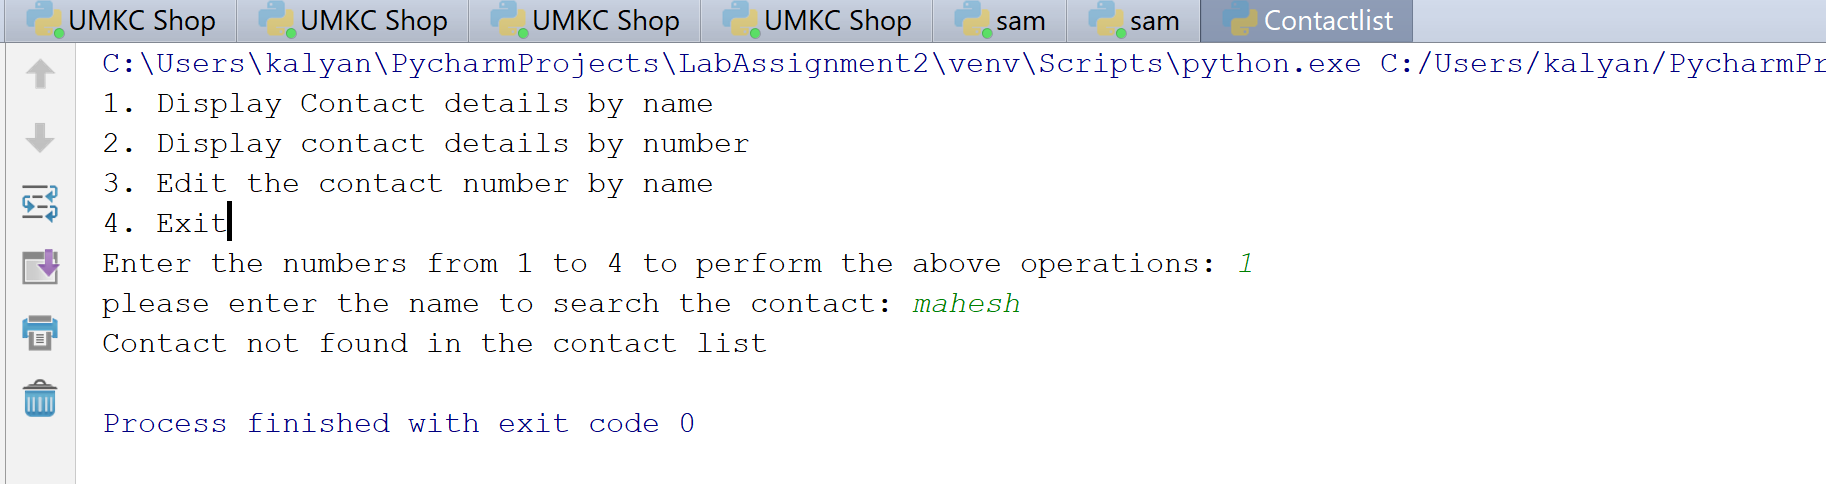 UMKC Shop UMKC Shop UMKC Shop UMKC Shop sam sam Contactlist
C:\Users\kalyan\PycharmProjects\LabAssignment2\venv\Scripts\python.exe C:/Users/kalyan/PycharmPr
1. Display Contact details by name
2. Display contact details by number
3. Edit the contact number by name
4. Exit
Enter the numbers from 1 to 4 to perform the above operations: 1
please enter the name to search the contact: mahesh
Contact not found in the contact list
Process finished with exit code 0